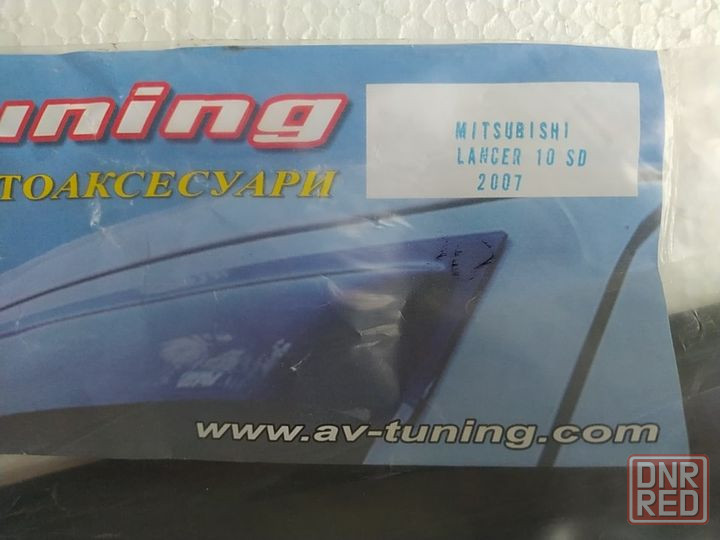 uning
MITSUBISHI
LANCER 10 SD
2007
ТОАКСЕСУАРИ
www.av-tuning.com
DNR
RED